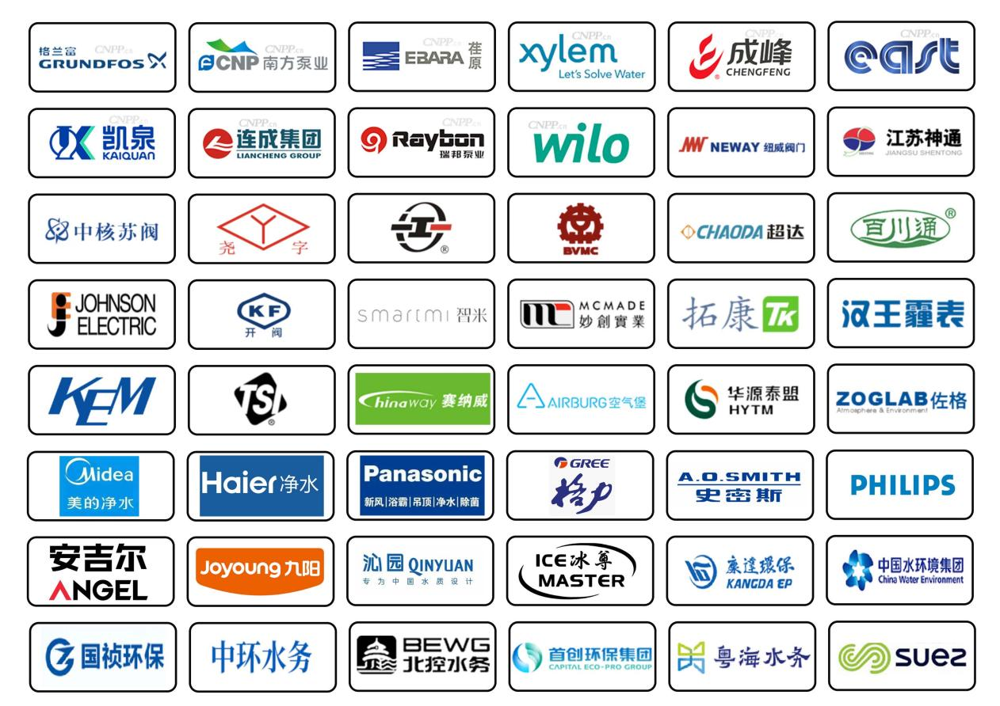 格兰富
GRUNDFOS
CNPP.cn
CNP 南方泵业
CNPP.cn
EBARA 荏原
CNPP.cn
xylem
Let's Solve Water
CNPP.cn
成峰
CHENGFENG
CNPP.cn
east
CNPP.cn
凯泉
KAIQUAN
CNPP.cn
连成集团
LIANCHENG GROUP
CNPP.cn
Raybon
瑞邦泵业
CNPP.cn
wilo
CNPP.cn
NEWAY 纽威阀门
江苏神通
JIANGSU SHENTONG
中核苏阀
尧字
®
BVMC
CHAODA 超达
百川通®
JOHNSON
ELECTRIC
KF
开阀
smartmi 智米
MCMADE
妙創實業
拓康 TK
汉王霾表
KEM
TSI®
Chinaway 赛纳威
AIRBURG 空气堡
华源泰盟
HYTM
ZOGLAB 佐格
Atmosphere & Environment
Midea
美的净水
Haier 净水
Panasonic
新风|浴霸|吊顶|净水|除菌
GREE
格力
A.O.SMITH
史密斯
PHILIPS
安吉尔
ANGEL
Joyoung 九阳
沁园 QINYUAN
专为中国水质设计
ICE 冰尊
MASTER
康達環保
KANGDA EP
中国水环境集团
China Water Environment
国祯环保
中环水务
BEWG
北控水务
首创环保集团
CAPITAL ECO-PRO GROUP
粤海水务
suez